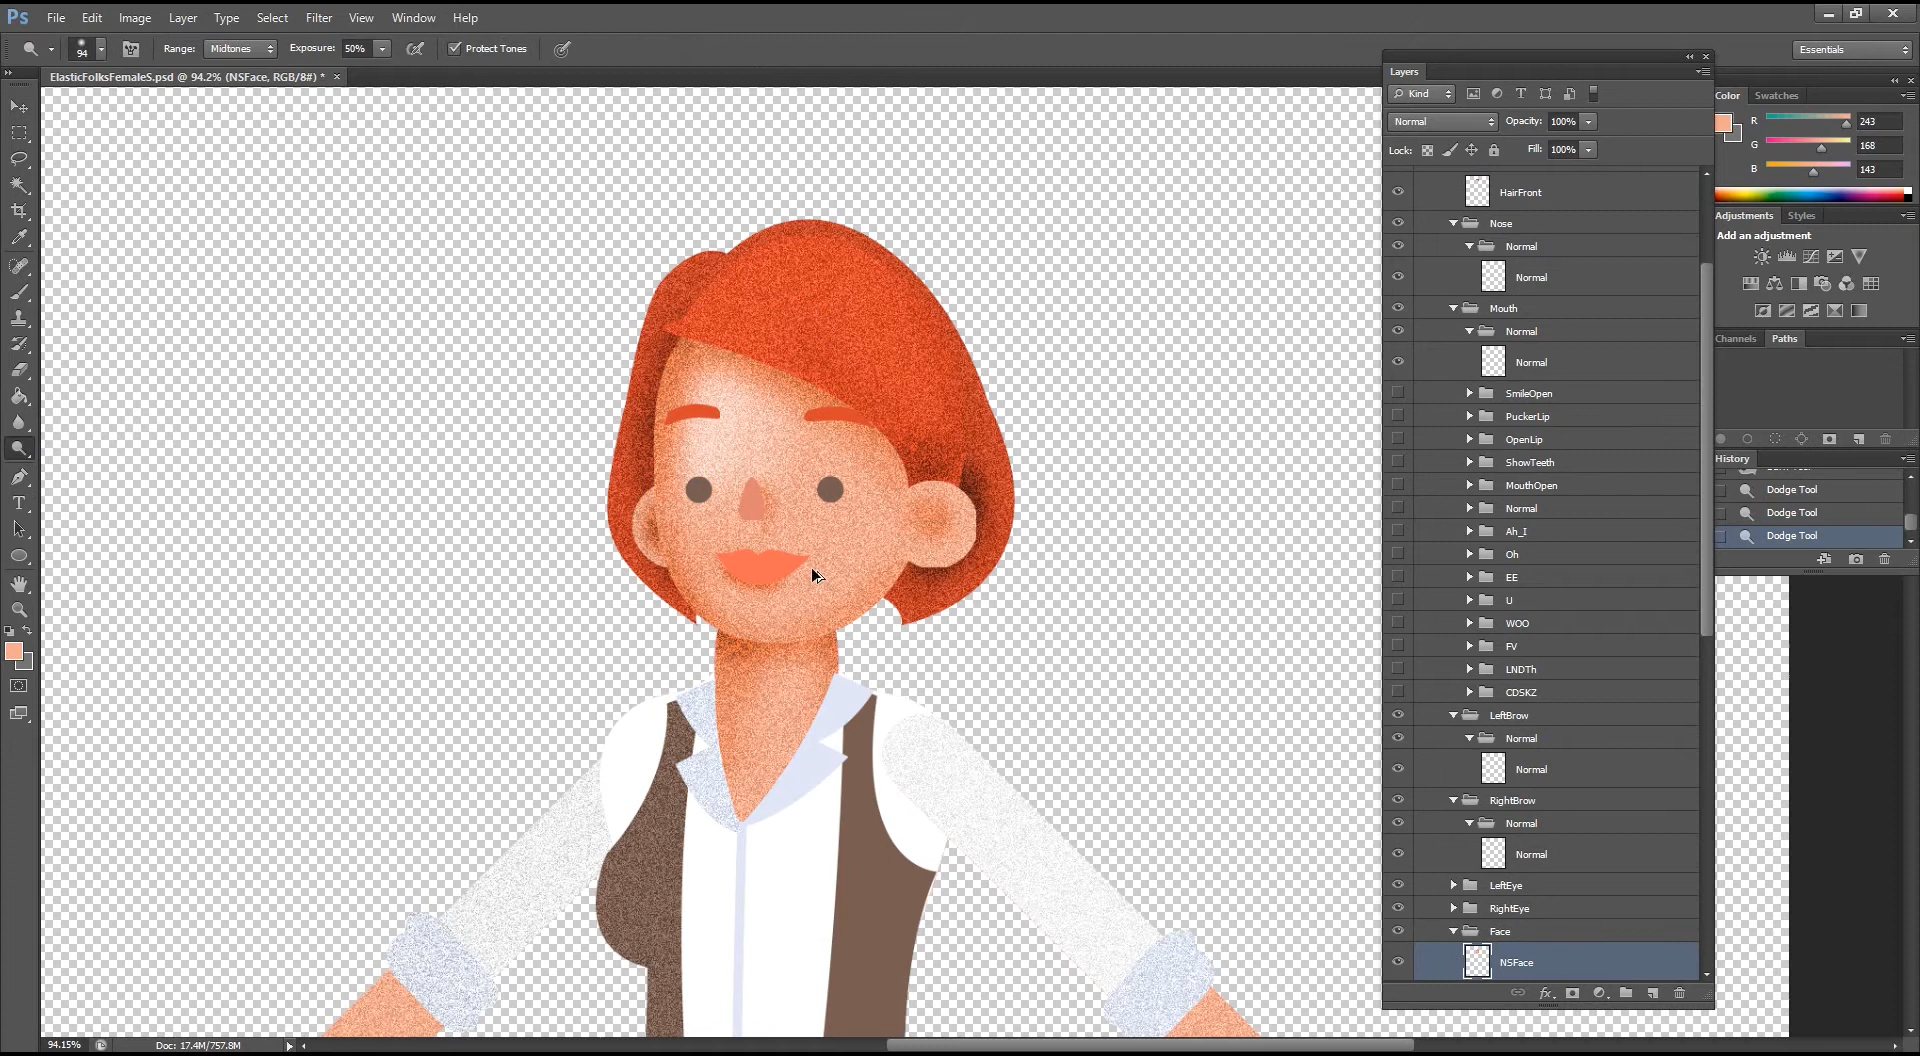 Ps File Edit Image Layer Type Select Filter View Window Help
94 Range: Midtones Exposure: 50% Protect Tones Essentials
ElasticFolksFemaleS.psd @ 94.2% (NSFace, RGB/8#) * ×
Layers
Kind
Normal Opacity: 100%
Lock: Fill: 100%
HairFront
Nose
Normal
Normal
Mouth
Normal
Normal
SmileOpen
PuckerLip
OpenLip
ShowTeeth
MouthOpen
Normal
Ah_I
Oh
EE
U
WOO
FV
LNDTh
CDSKZ
LeftBrow
Normal
Normal
RightBrow
Normal
Normal
LeftEye
RightEye
Face
NSFace
fx
Color Swatches
R 243
G 168
B 143
Adjustments Styles
Add an adjustment
Channels Paths
History
Dodge Tool
Dodge Tool
Dodge Tool
94.15% Doc: 17.4M/757.8M